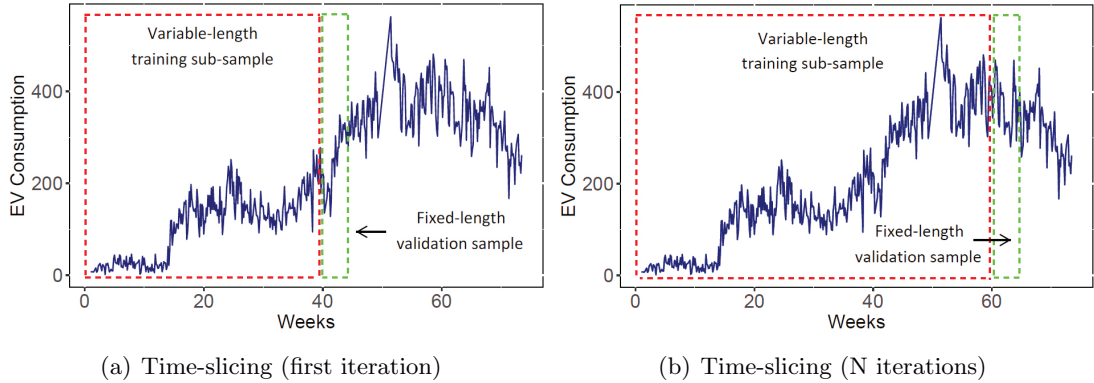 Variable-length
training sub-sample
Fixed-length
validation sample
EV Consumption
400
200
0
0 20 40 60
Weeks
(a) Time-slicing (first iteration)
Variable-length
training sub-sample
Fixed-length
validation sample
EV Consumption
400
200
0
0 20 40 60
Weeks
(b) Time-slicing (N iterations)